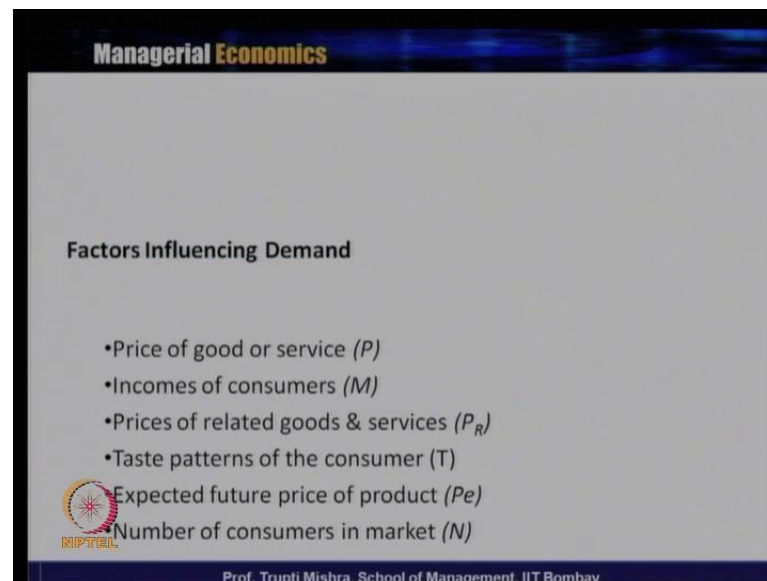 Managerial Economics
Factors Influencing Demand
•Price of good or service (P)
•Incomes of consumers (M)
•Prices of related goods & services (P_R)
•Taste patterns of the consumer (T)
•Expected future price of product (Pe)
•Number of consumers in market (N)
NPTEL
Prof. Trupti Mishra, School of Management, IIT Bombay